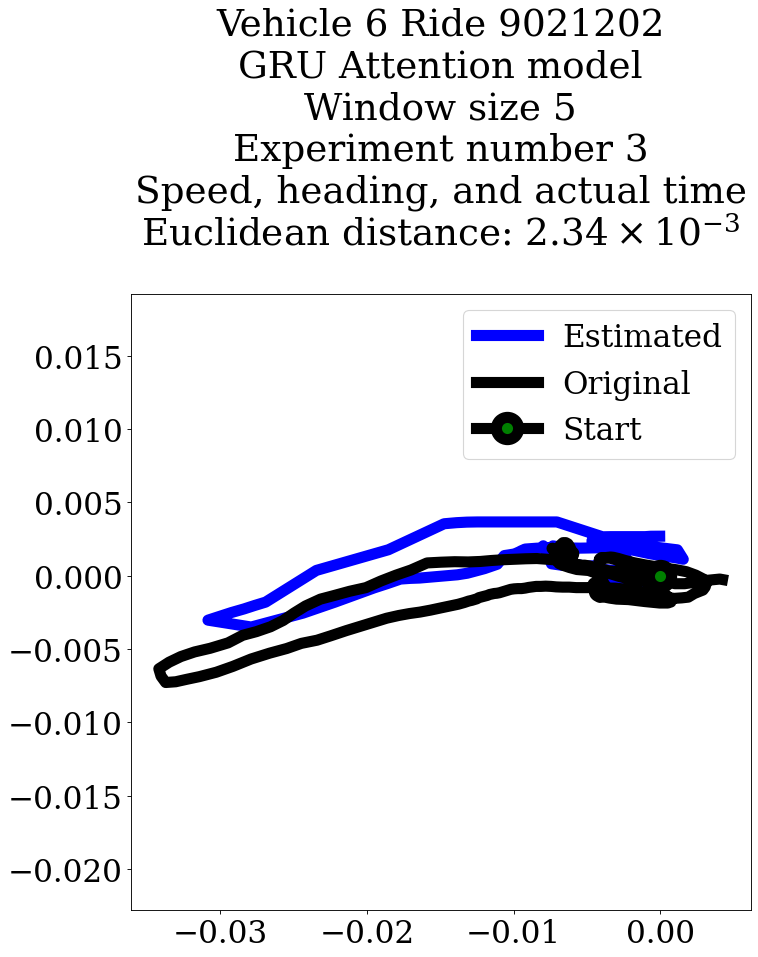 Vehicle 6 Ride 9021202
GRU Attention model
Window size 5
Experiment number 3
Speed, heading, and actual time
Euclidean distance: 2.34 × 10⁻³
Estimated
Original
Start
0.015
0.010
0.005
0.000
−0.005
−0.010
−0.015
−0.020
−0.03
−0.02
−0.01
0.00